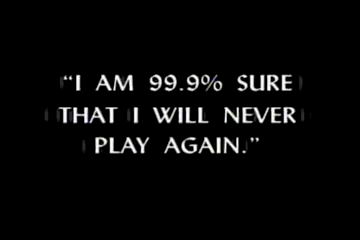 “I AM 99.9% SURE
THAT I WILL NEVER
PLAY AGAIN.”